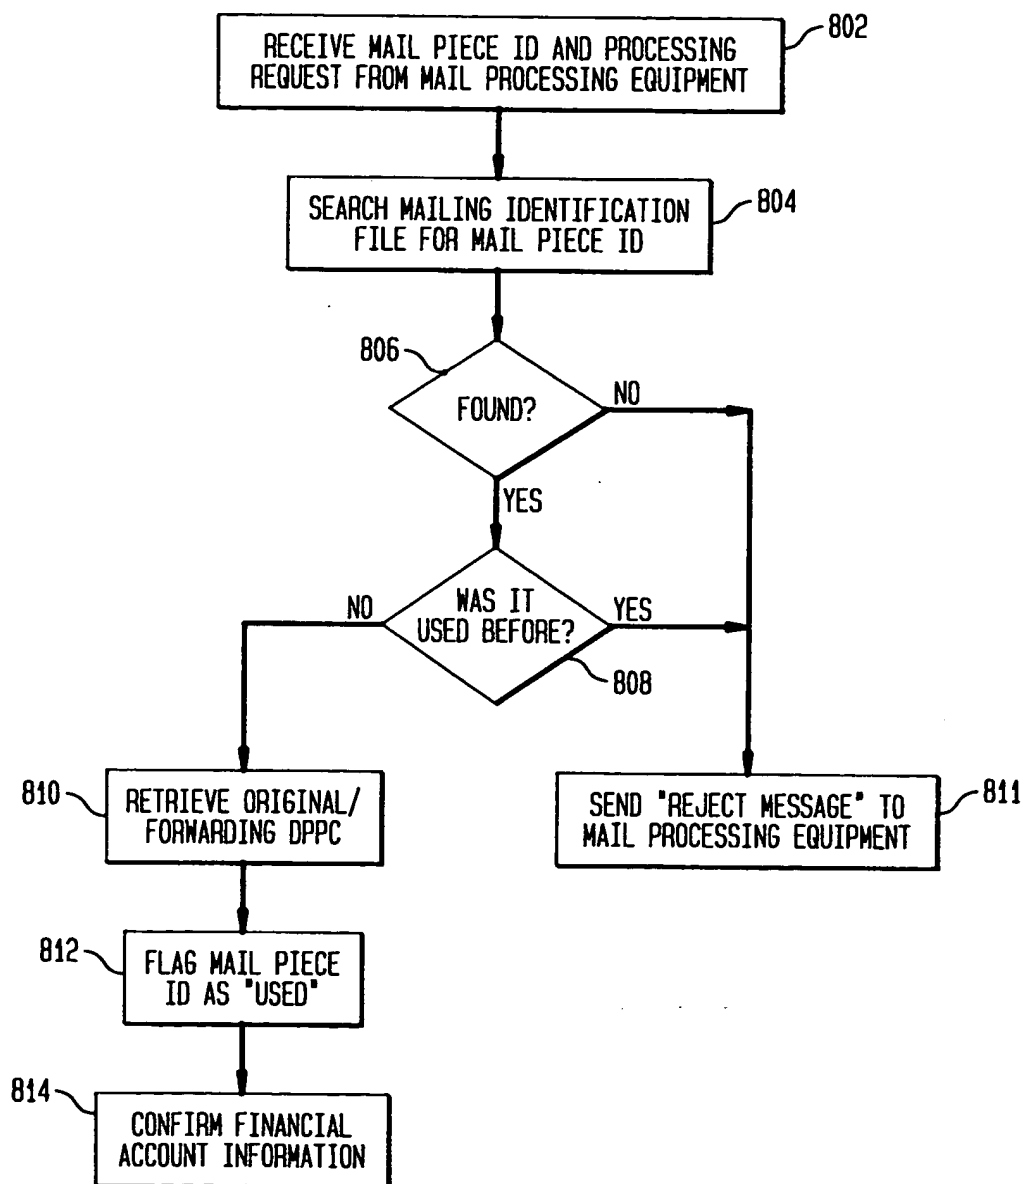 802
RECEIVE MAIL PIECE ID AND PROCESSING
REQUEST FROM MAIL PROCESSING EQUIPMENT
804
SEARCH MAILING IDENTIFICATION
FILE FOR MAIL PIECE ID
806
FOUND?
NO
YES
WAS IT
USED BEFORE?
NO
YES
808
810
RETRIEVE ORIGINAL/
FORWARDING DPPC
811
SEND "REJECT MESSAGE" TO
MAIL PROCESSING EQUIPMENT
812
FLAG MAIL PIECE
ID AS "USED"
814
CONFIRM FINANCIAL
ACCOUNT INFORMATION